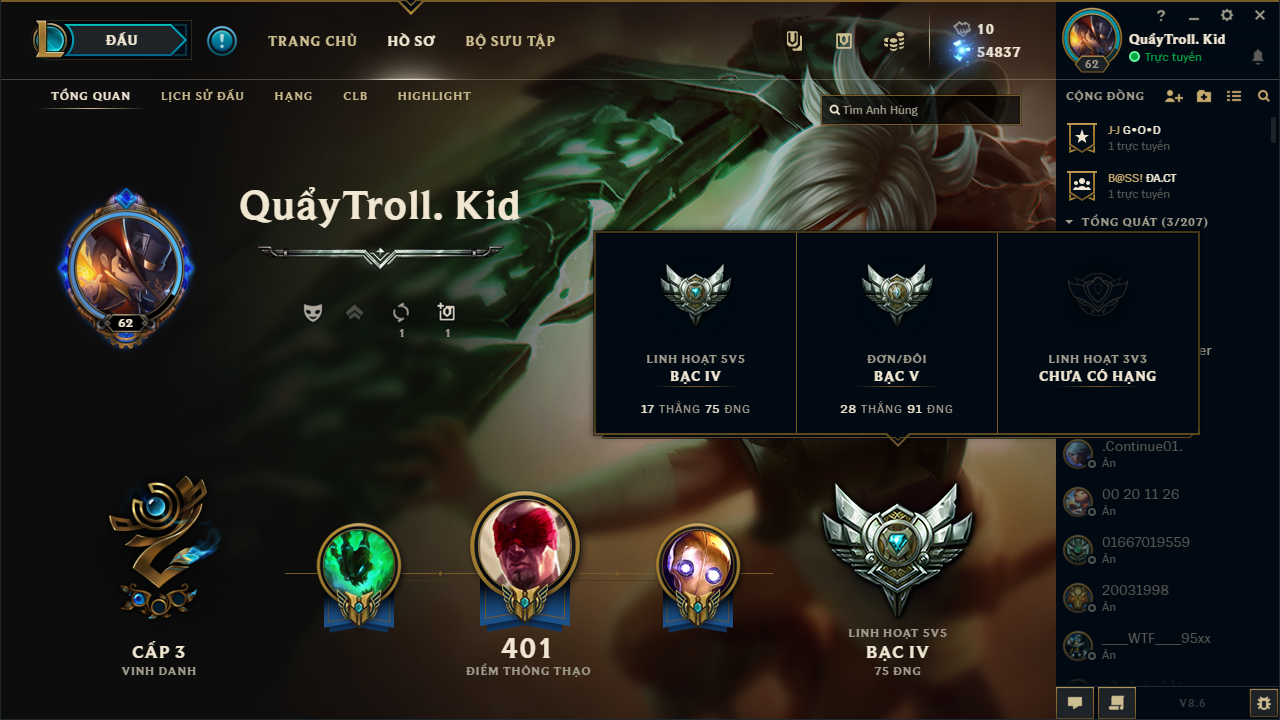 ĐẤU
TRANG CHỦ
HỒ SƠ
BỘ SƯU TẬP
10
54837
QuẩyTroll. Kid
Trực tuyến
62
TỔNG QUAN
LỊCH SỬ ĐẤU
HẠNG
CLB
HIGHLIGHT
Tìm Anh Hùng
CỘNG ĐỒNG
J-J G•O•D
1 trực tuyến
B@SS! ĐA.CT
1 trực tuyến
TỔNG QUÁT (3/207)
QuẩyTroll. Kid
62
1
1
LINH HOẠT 5V5
BẠC IV
17 THẮNG 75 ĐNG
ĐƠN/ĐÔI
BẠC V
28 THẮNG 91 ĐNG
LINH HOẠT 3V3
CHƯA CÓ HẠNG
er
.Continue01.
Ẩn
00 20 11 26
Ẩn
01667019559
Ẩn
20031998
Ẩn
___WTF___95xx
Ẩn
CẤP 3
VINH DANH
401
ĐIỂM THÔNG THẠO
LINH HOẠT 5V5
BẠC IV
75 ĐNG
V8.6